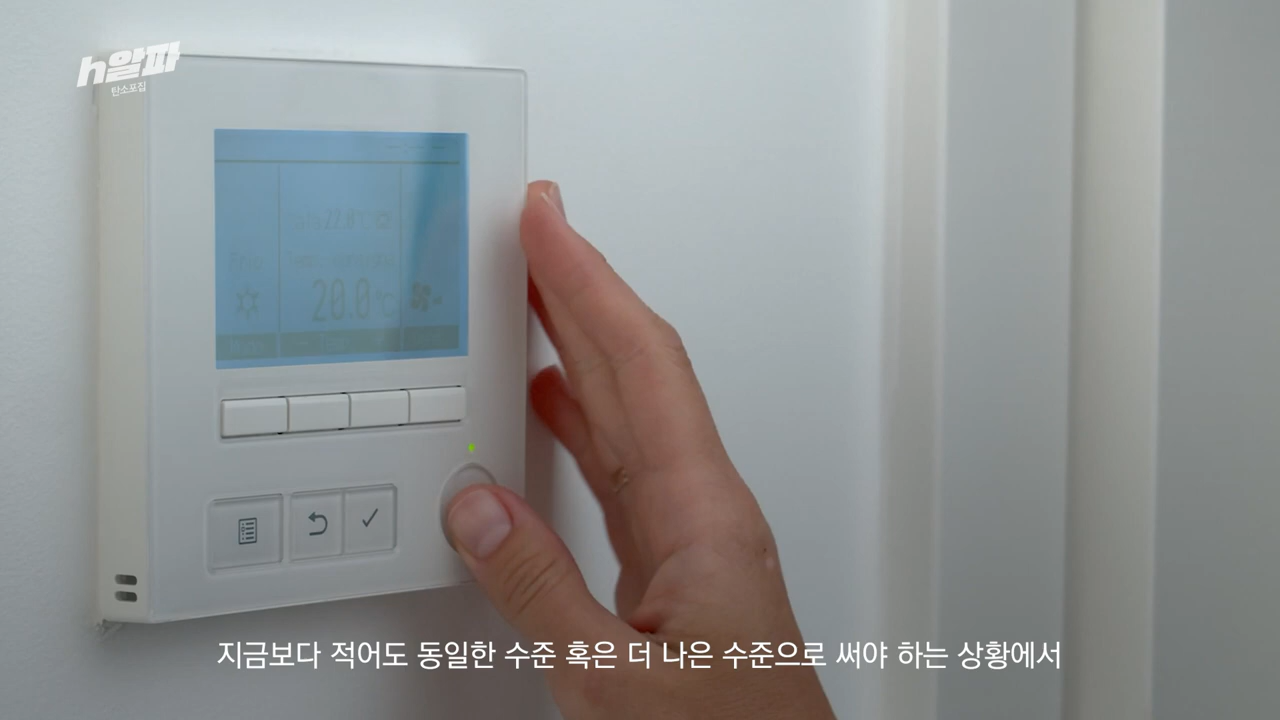 h알파
탄소포집
Frío
20.0°C
지금보다 적어도 동일한 수준 혹은 더 나은 수준으로 써야 하는 상황에서